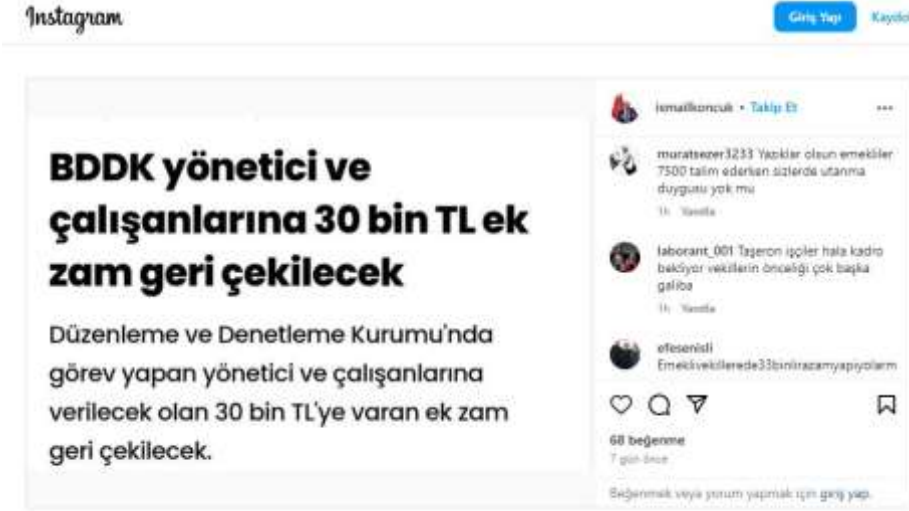 Instagram
Giriş Yap
Kaydol
BDDK yönetici ve
çalışanlarına 30 bin TL ek
zam geri çekilecek
Düzenleme ve Denetleme Kurumu'nda
görev yapan yönetici ve çalışanlarına
verilecek olan 30 bin TL'ye varan ek zam
geri çekilecek.
ismailkoncuk • Takip Et
muratsezer3233 Yazıklar olsun emekliler
7500 talim ederken sizlerde utanma
duygusu yok mu
1h Yanıtla
laborant_001 Taşeron işçiler hala kadro
bekliyor vekillerin önceliği çok başka
galiba
1h Yanıtla
efesenisli
Emeklivekillerede33binlirazamyapiyolarm
68 beğenme
7 gün önce
Beğenmek veya yorum yapmak için giriş yap.